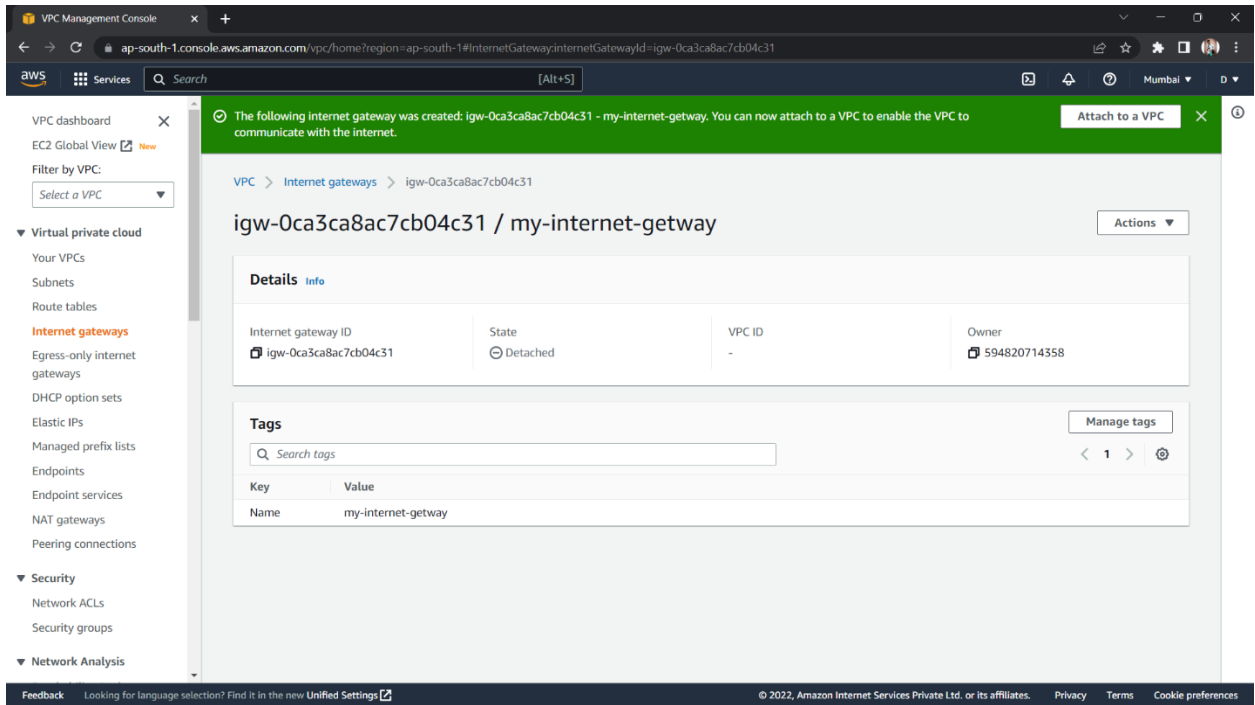 VPC Management Console
ap-south-1.console.aws.amazon.com/vpc/home?region=ap-south-1#InternetGateway:internetGatewayId=igw-0ca3ca8ac7cb04c31
aws Services Search [Alt+S] Mumbai D
VPC dashboard
EC2 Global View New
Filter by VPC:
Select a VPC
Virtual private cloud
Your VPCs
Subnets
Route tables
Internet gateways
Egress-only internet
gateways
DHCP option sets
Elastic IPs
Managed prefix lists
Endpoints
Endpoint services
NAT gateways
Peering connections
Security
Network ACLs
Security groups
Network Analysis
The following internet gateway was created: igw-0ca3ca8ac7cb04c31 - my-internet-getway. You can now attach to a VPC to enable the VPC to
communicate with the internet.
Attach to a VPC
VPC > Internet gateways > igw-0ca3ca8ac7cb04c31
igw-0ca3ca8ac7cb04c31 / my-internet-getway
Actions
Details Info
Internet gateway ID State VPC ID Owner
igw-0ca3ca8ac7cb04c31 Detached - 594820714358
Tags
Manage tags
Search tags
1
Key Value
Name my-internet-getway
Feedback Looking for language selection? Find it in the new Unified Settings © 2022, Amazon Internet Services Private Ltd. or its affiliates. Privacy Terms Cookie preferences